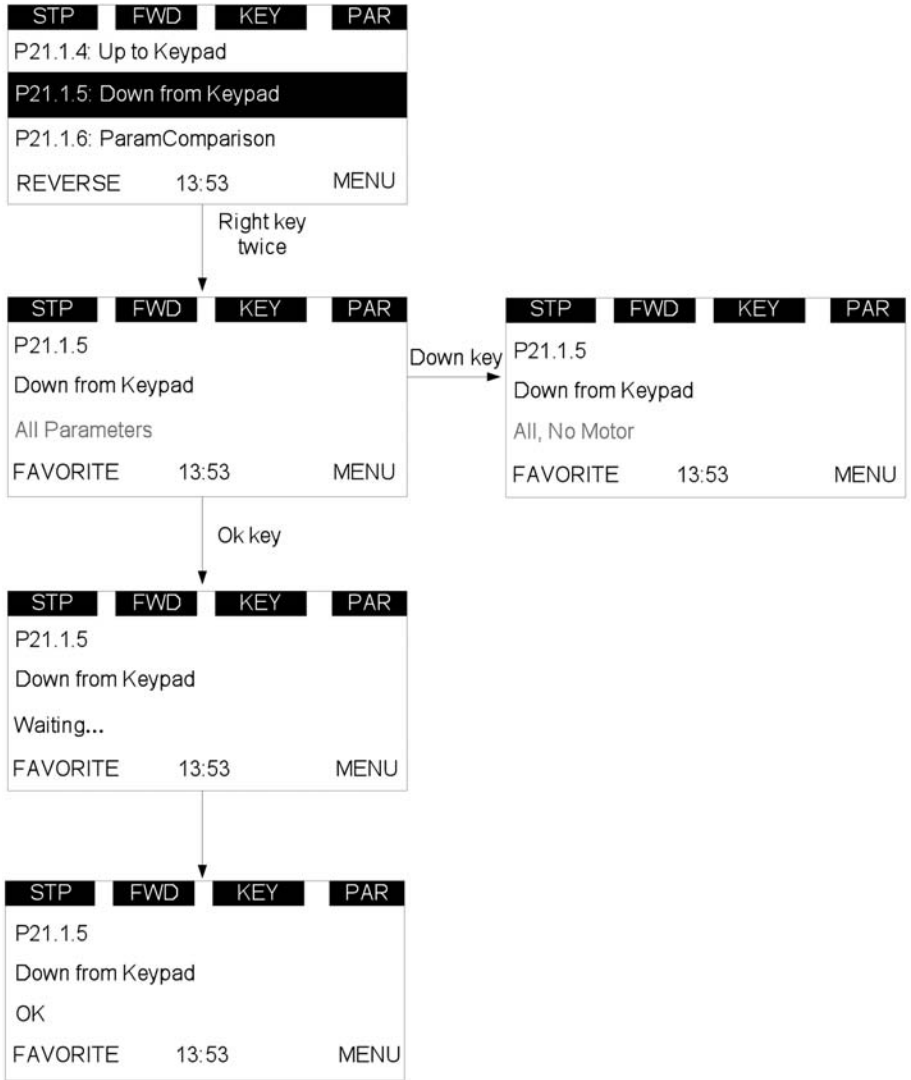 STP FWD KEY PAR
P21.1.4: Up to Keypad
P21.1.5: Down from Keypad
P21.1.6: ParamComparison
REVERSE 13:53 MENU
Right key
twice
STP FWD KEY PAR
P21.1.5
Down from Keypad
All Parameters
FAVORITE 13:53 MENU
Down key
STP FWD KEY PAR
P21.1.5
Down from Keypad
All, No Motor
FAVORITE 13:53 MENU
Ok key
STP FWD KEY PAR
P21.1.5
Down from Keypad
Waiting...
FAVORITE 13:53 MENU
STP FWD KEY PAR
P21.1.5
Down from Keypad
OK
FAVORITE 13:53 MENU